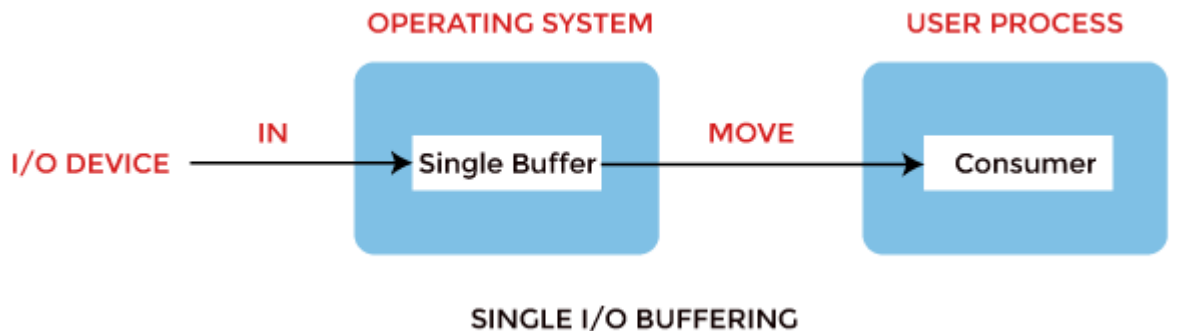 OPERATING SYSTEM
USER PROCESS
IN
MOVE
I/O DEVICE
Single Buffer
Consumer
SINGLE I/O BUFFERING